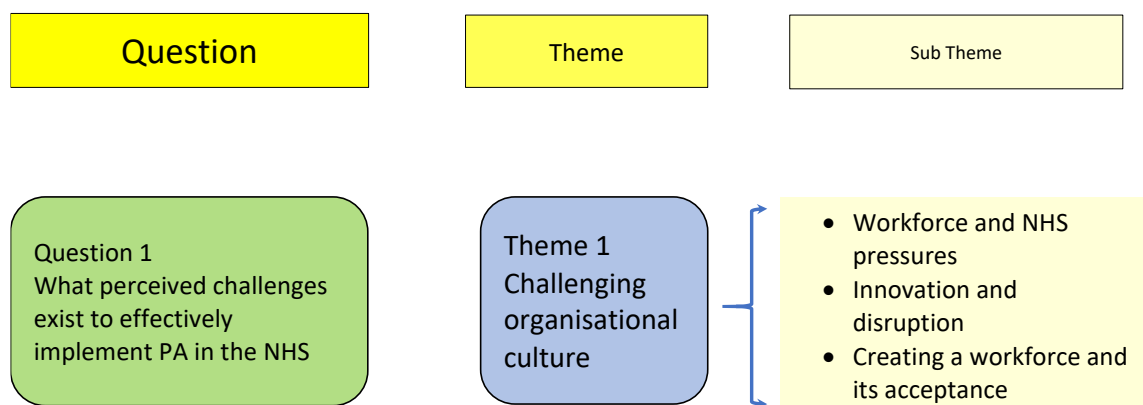 Question
Theme
Sub Theme
Question 1
What perceived challenges
exist to effectively
implement PA in the NHS
Theme 1
Challenging
organisational
culture
• Workforce and NHS
pressures
• Innovation and
disruption
• Creating a workforce and
its acceptance